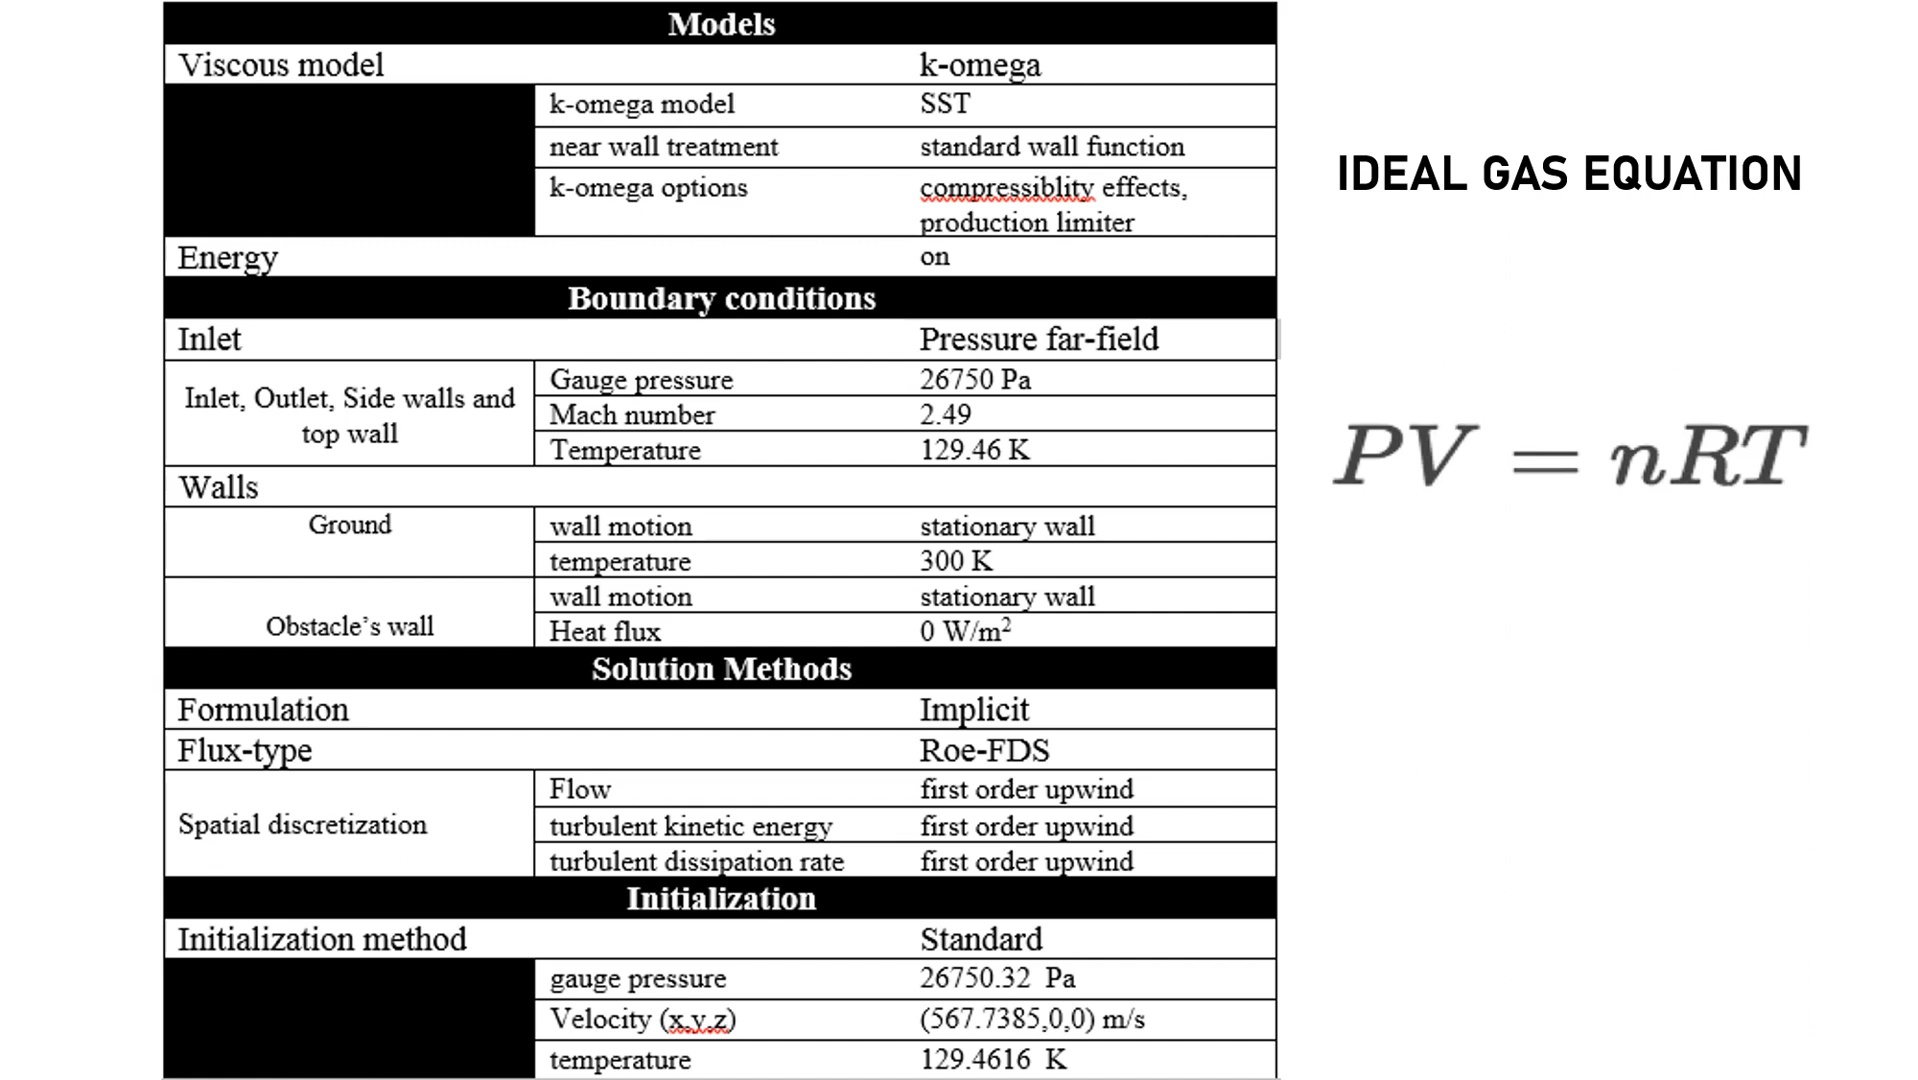 Models
Viscous model k-omega
k-omega model SST
near wall treatment standard wall function
k-omega options compressiblity effects,
production limiter
Energy on
Boundary conditions
Inlet Pressure far-field
Inlet, Outlet, Side walls and
top wall
Gauge pressure 26750 Pa
Mach number 2.49
Temperature 129.46 K
Walls
Ground
wall motion stationary wall
temperature 300 K
Obstacle’s wall
wall motion stationary wall
Heat flux 0 W/m²
Solution Methods
Formulation Implicit
Flux-type Roe-FDS
Spatial discretization
Flow first order upwind
turbulent kinetic energy first order upwind
turbulent dissipation rate first order upwind
Initialization
Initialization method Standard
gauge pressure 26750.32 Pa
Velocity (x,y,z) (567.7385,0,0) m/s
temperature 129.4616 K
IDEAL GAS EQUATION
PV = nRT